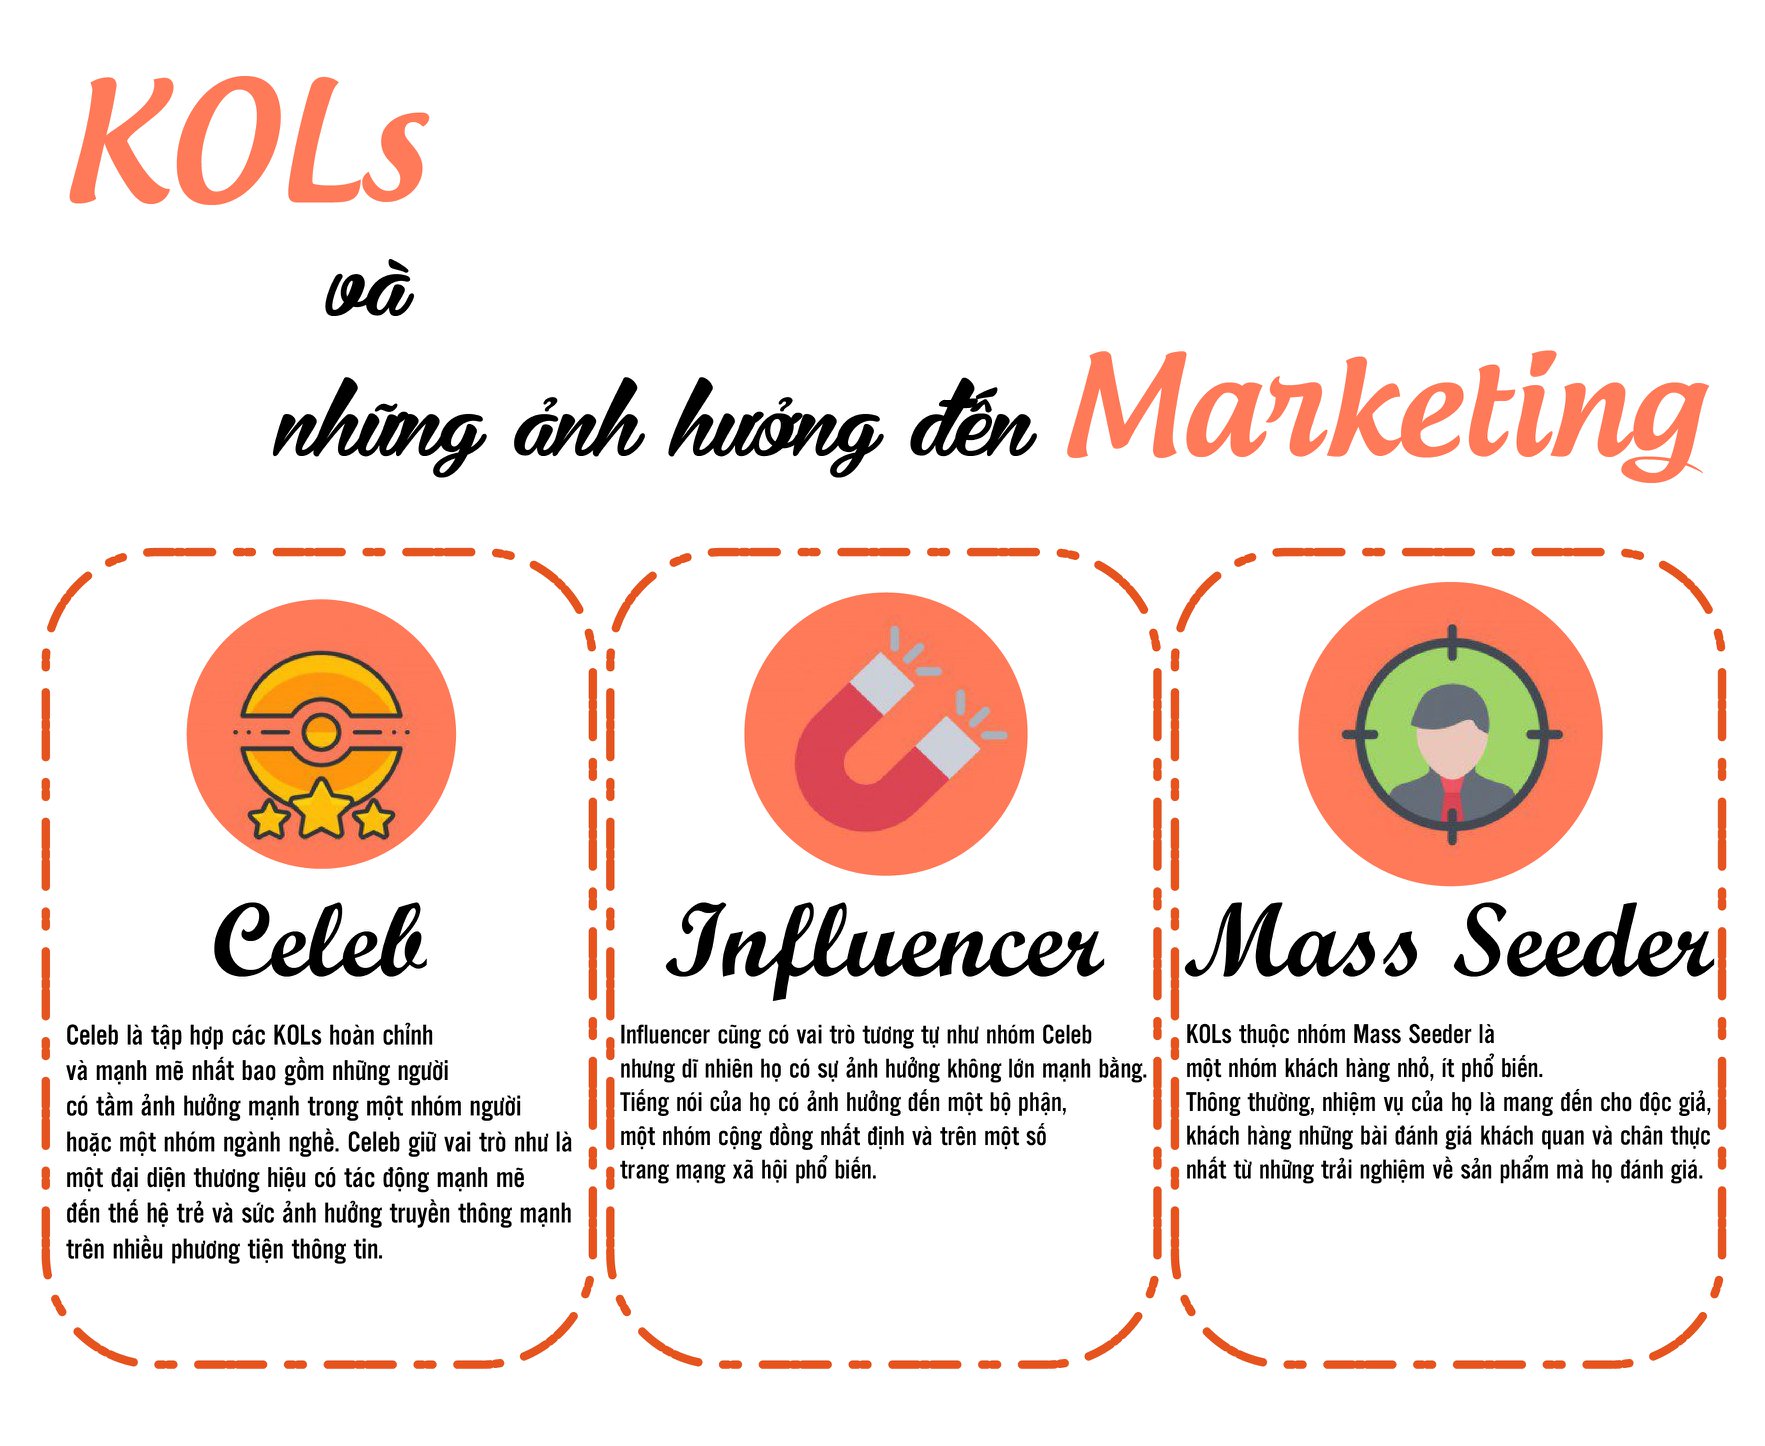 KOLs
và
những ảnh hưởng đến Marketing
Celeb
Celeb là tập hợp các KOLs hoàn chỉnh
và mạnh mẽ nhất bao gồm những người
có tầm ảnh hưởng mạnh trong một nhóm người
hoặc một nhóm ngành nghề. Celeb giữ vai trò như là
một đại diện thương hiệu có tác động mạnh mẽ
đến thế hệ trẻ và sức ảnh hưởng truyền thông mạnh
trên nhiều phương tiện thông tin.
Influencer
Influencer cũng có vai trò tương tự như nhóm Celeb
nhưng dĩ nhiên họ có sự ảnh hưởng không lớn mạnh bằng.
Tiếng nói của họ có ảnh hưởng đến một bộ phận,
một nhóm cộng đồng nhất định và trên một số
trang mạng xã hội phổ biến.
Mass Seeder
KOLs thuộc nhóm Mass Seeder là
một nhóm khách hàng nhỏ, ít phổ biến.
Thông thường, nhiệm vụ của họ là mang đến cho độc giả,
khách hàng những bài đánh giá khách quan và chân thực
nhất từ những trải nghiệm về sản phẩm mà họ đánh giá.